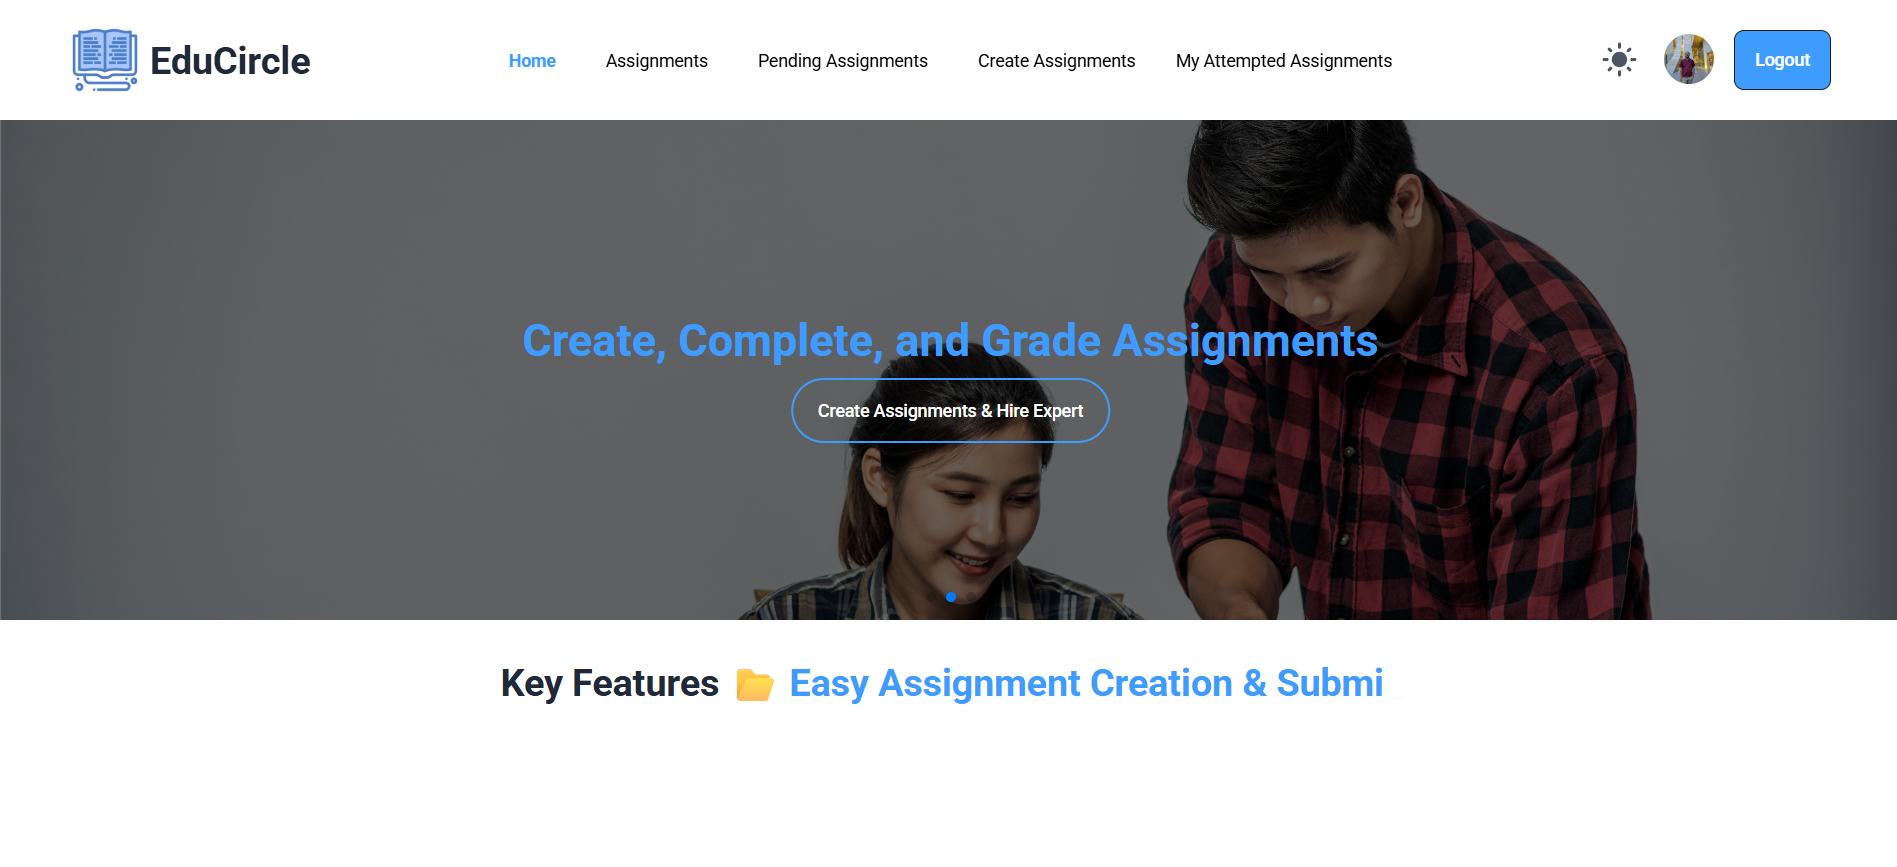 EduCircle
Home
Assignments
Pending Assignments
Create Assignments
My Attempted Assignments
Logout
Create, Complete, and Grade Assignments
Create Assignments & Hire Expert
Key Features 📂 Easy Assignment Creation & Submi